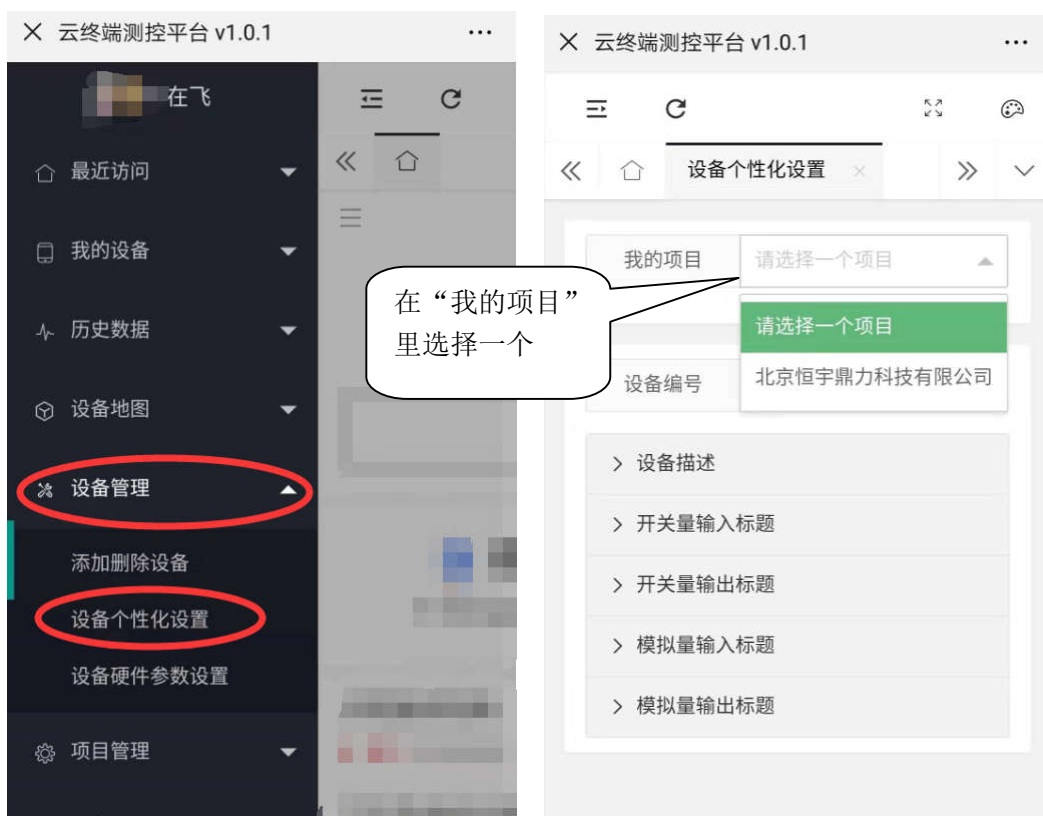 云终端测控平台 v1.0.1
在飞
最近访问
我的设备
历史数据
设备地图
设备管理
添加删除设备
设备个性化设置
设备硬件参数设置
项目管理
云终端测控平台 v1.0.1
设备个性化设置
我的项目
请选择一个项目
在“我的项目”
里选择一个
请选择一个项目
北京恒宇鼎力科技有限公司
设备编号
设备描述
开关量输入标题
开关量输出标题
模拟量输入标题
模拟量输出标题